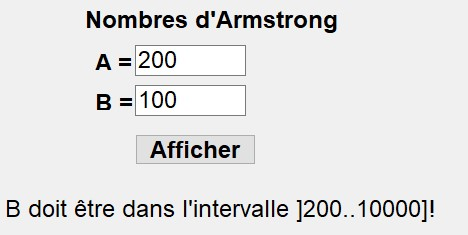 Nombres d'Armstrong
A = 200
B = 100
Afficher
B doit être dans l'intervalle ]200..10000]!